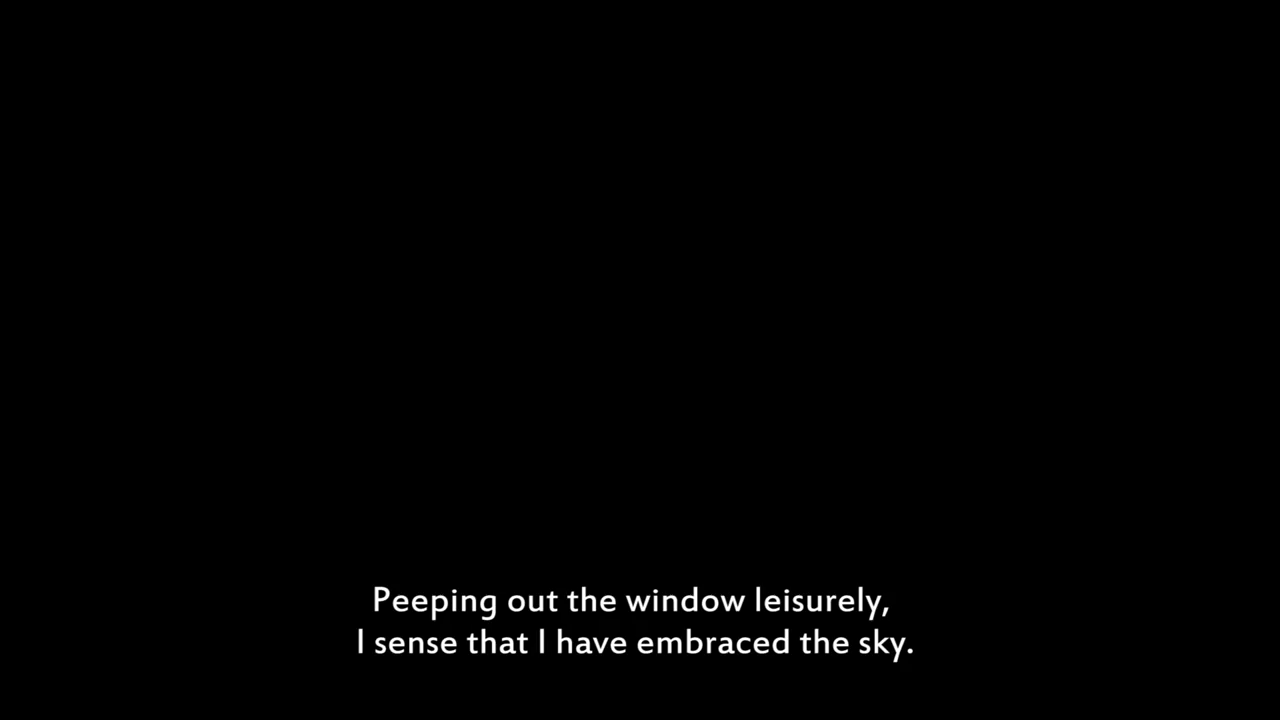 Peeping out the window leisurely,
I sense that I have embraced the sky.